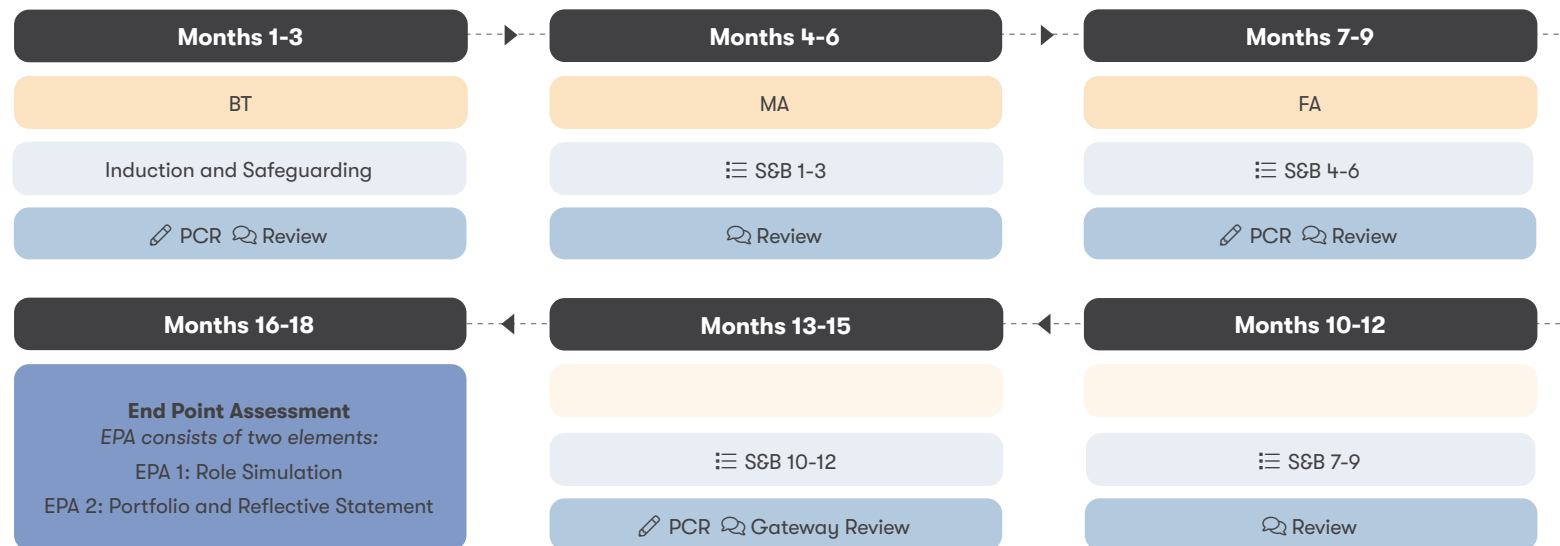 Months 1-3
BT
Induction and Safeguarding
PCR Review
Months 4-6
MA
S&B 1-3
Review
Months 7-9
FA
S&B 4-6
PCR Review
Months 10-12
S&B 7-9
Review
Months 13-15
S&B 10-12
PCR Gateway Review
Months 16-18
End Point Assessment
EPA consists of two elements:
EPA 1: Role Simulation
EPA 2: Portfolio and Reflective Statement